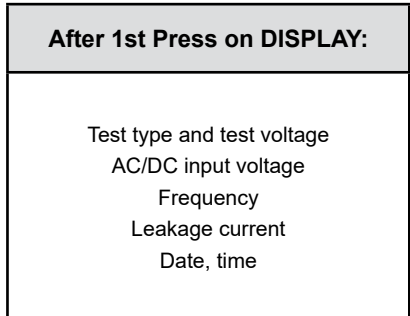 After 1st Press on DISPLAY:
Test type and test voltage
AC/DC input voltage
Frequency
Leakage current
Date, time